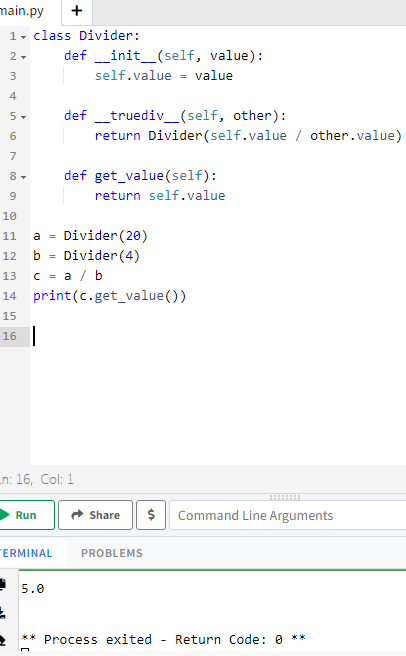 main.py +
1 class Divider:
2     def __init__(self, value):
3         self.value = value
4
5     def __truediv__(self, other):
6         return Divider(self.value / other.value)
7
8     def get_value(self):
9         return self.value
10
11 a = Divider(20)
12 b = Divider(4)
13 c = a / b
14 print(c.get_value())
15
16
Ln: 16, Col: 1
Run Share $ Command Line Arguments
TERMINAL PROBLEMS
5.0
** Process exited - Return Code: 0 **